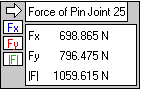 Force of Pin Joint 25
Fx
Fx 698.865 N
Fy
Fy 796.475 N
|F|
|F| 1059.615 N